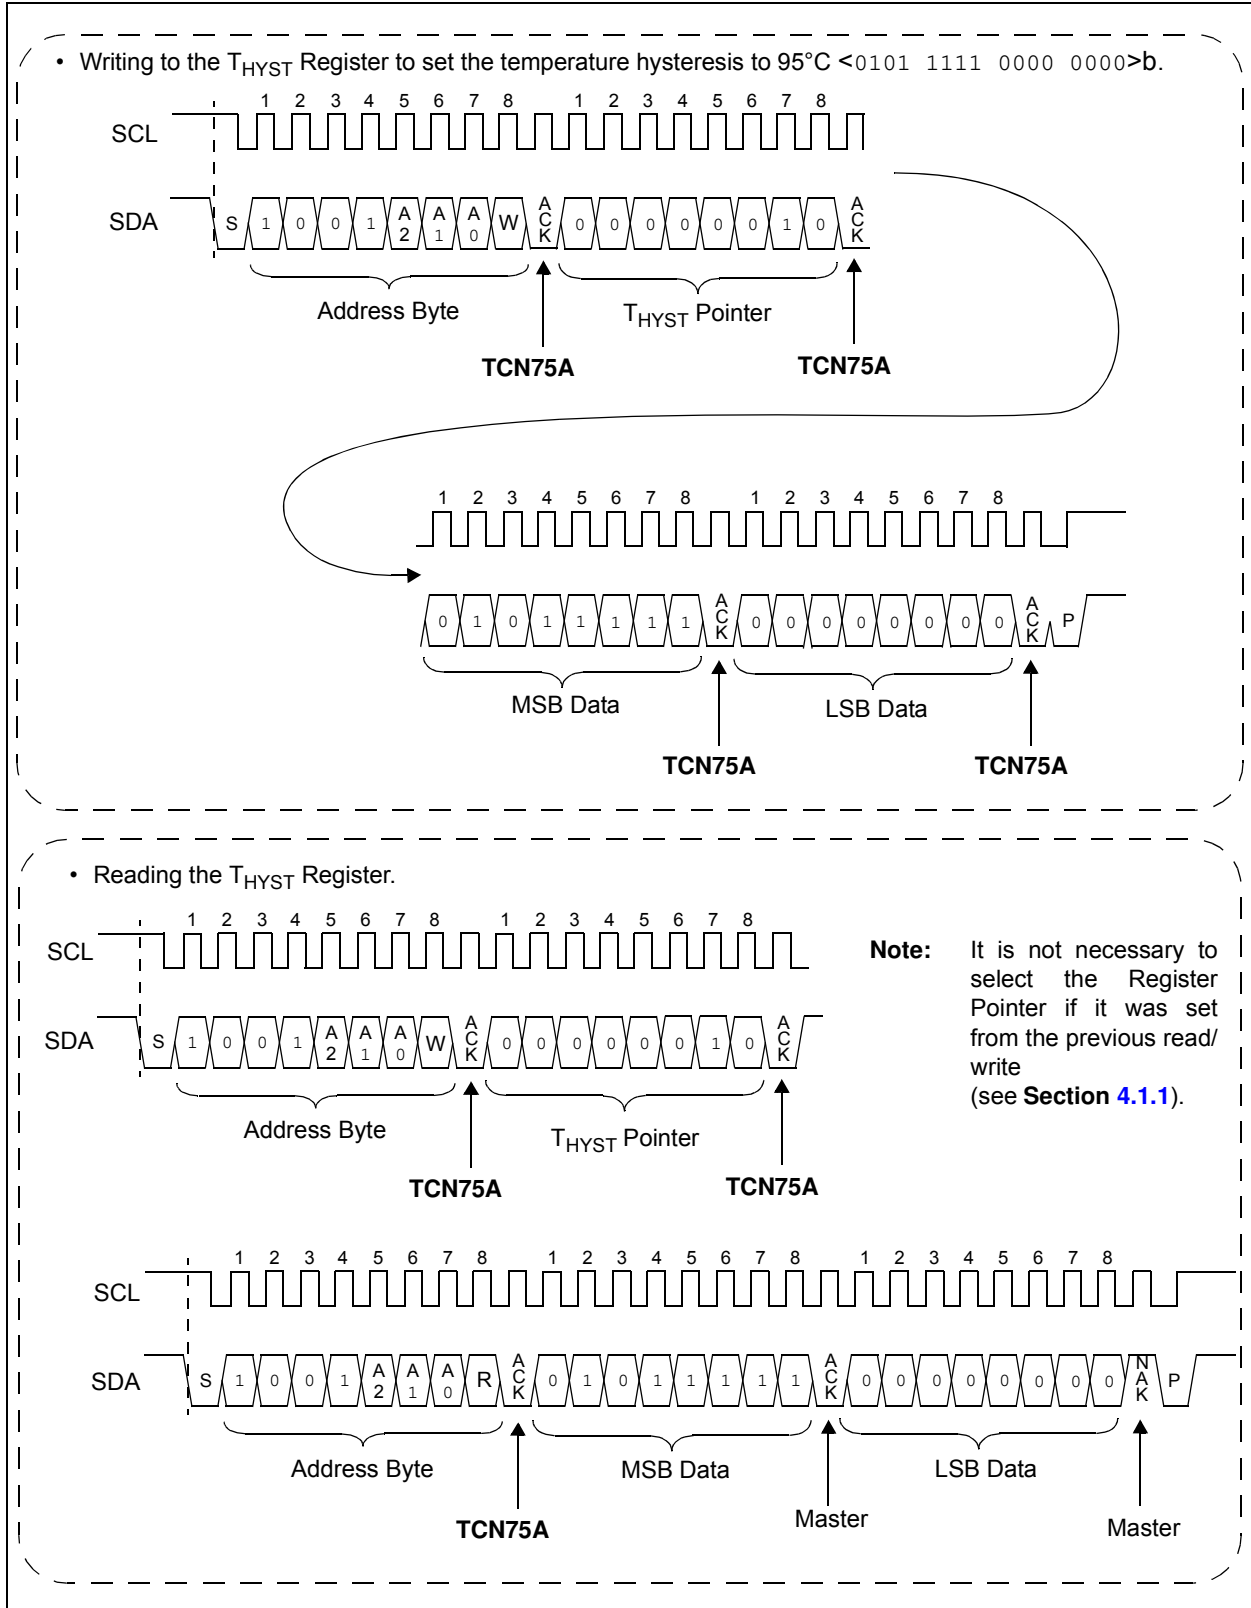 • Writing to the THYST Register to set the temperature hysteresis to 95°C <0101 1111 0000 0000>b.
1 2 3 4 5 6 7 8 1 2 3 4 5 6 7 8
SCL
SDA S 1 0 0 1 A2 A1 A0 W ACK 0 0 0 0 0 0 1 0 ACK
Address Byte THYST Pointer
TCN75A TCN75A
1 2 3 4 5 6 7 8 1 2 3 4 5 6 7 8
0 1 0 1 1 1 1 1 ACK 0 0 0 0 0 0 0 0 ACK P
MSB Data LSB Data
TCN75A TCN75A
• Reading the THYST Register.
1 2 3 4 5 6 7 8 1 2 3 4 5 6 7 8
SCL
SDA S 1 0 0 1 A2 A1 A0 W ACK 0 0 0 0 0 0 1 0 ACK
Address Byte THYST Pointer
TCN75A TCN75A
Note: It is not necessary to
select the Register
Pointer if it was set
from the previous read/
write
(see Section 4.1.1).
1 2 3 4 5 6 7 8 1 2 3 4 5 6 7 8 1 2 3 4 5 6 7 8
SCL
SDA S 1 0 0 1 A2 A1 A0 R ACK 0 1 0 1 1 1 1 1 ACK 0 0 0 0 0 0 0 0 NAK P
Address Byte MSB Data LSB Data
TCN75A Master Master